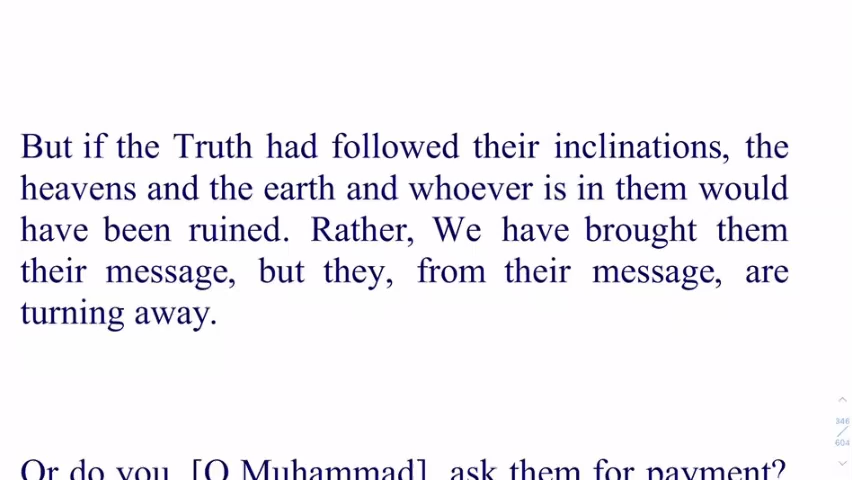 But if the Truth had followed their inclinations, the
heavens and the earth and whoever is in them would
have been ruined. Rather, We have brought them
their message, but they, from their message, are
turning away.
346
604
Or do you, [O Muhammad], ask them for payment?